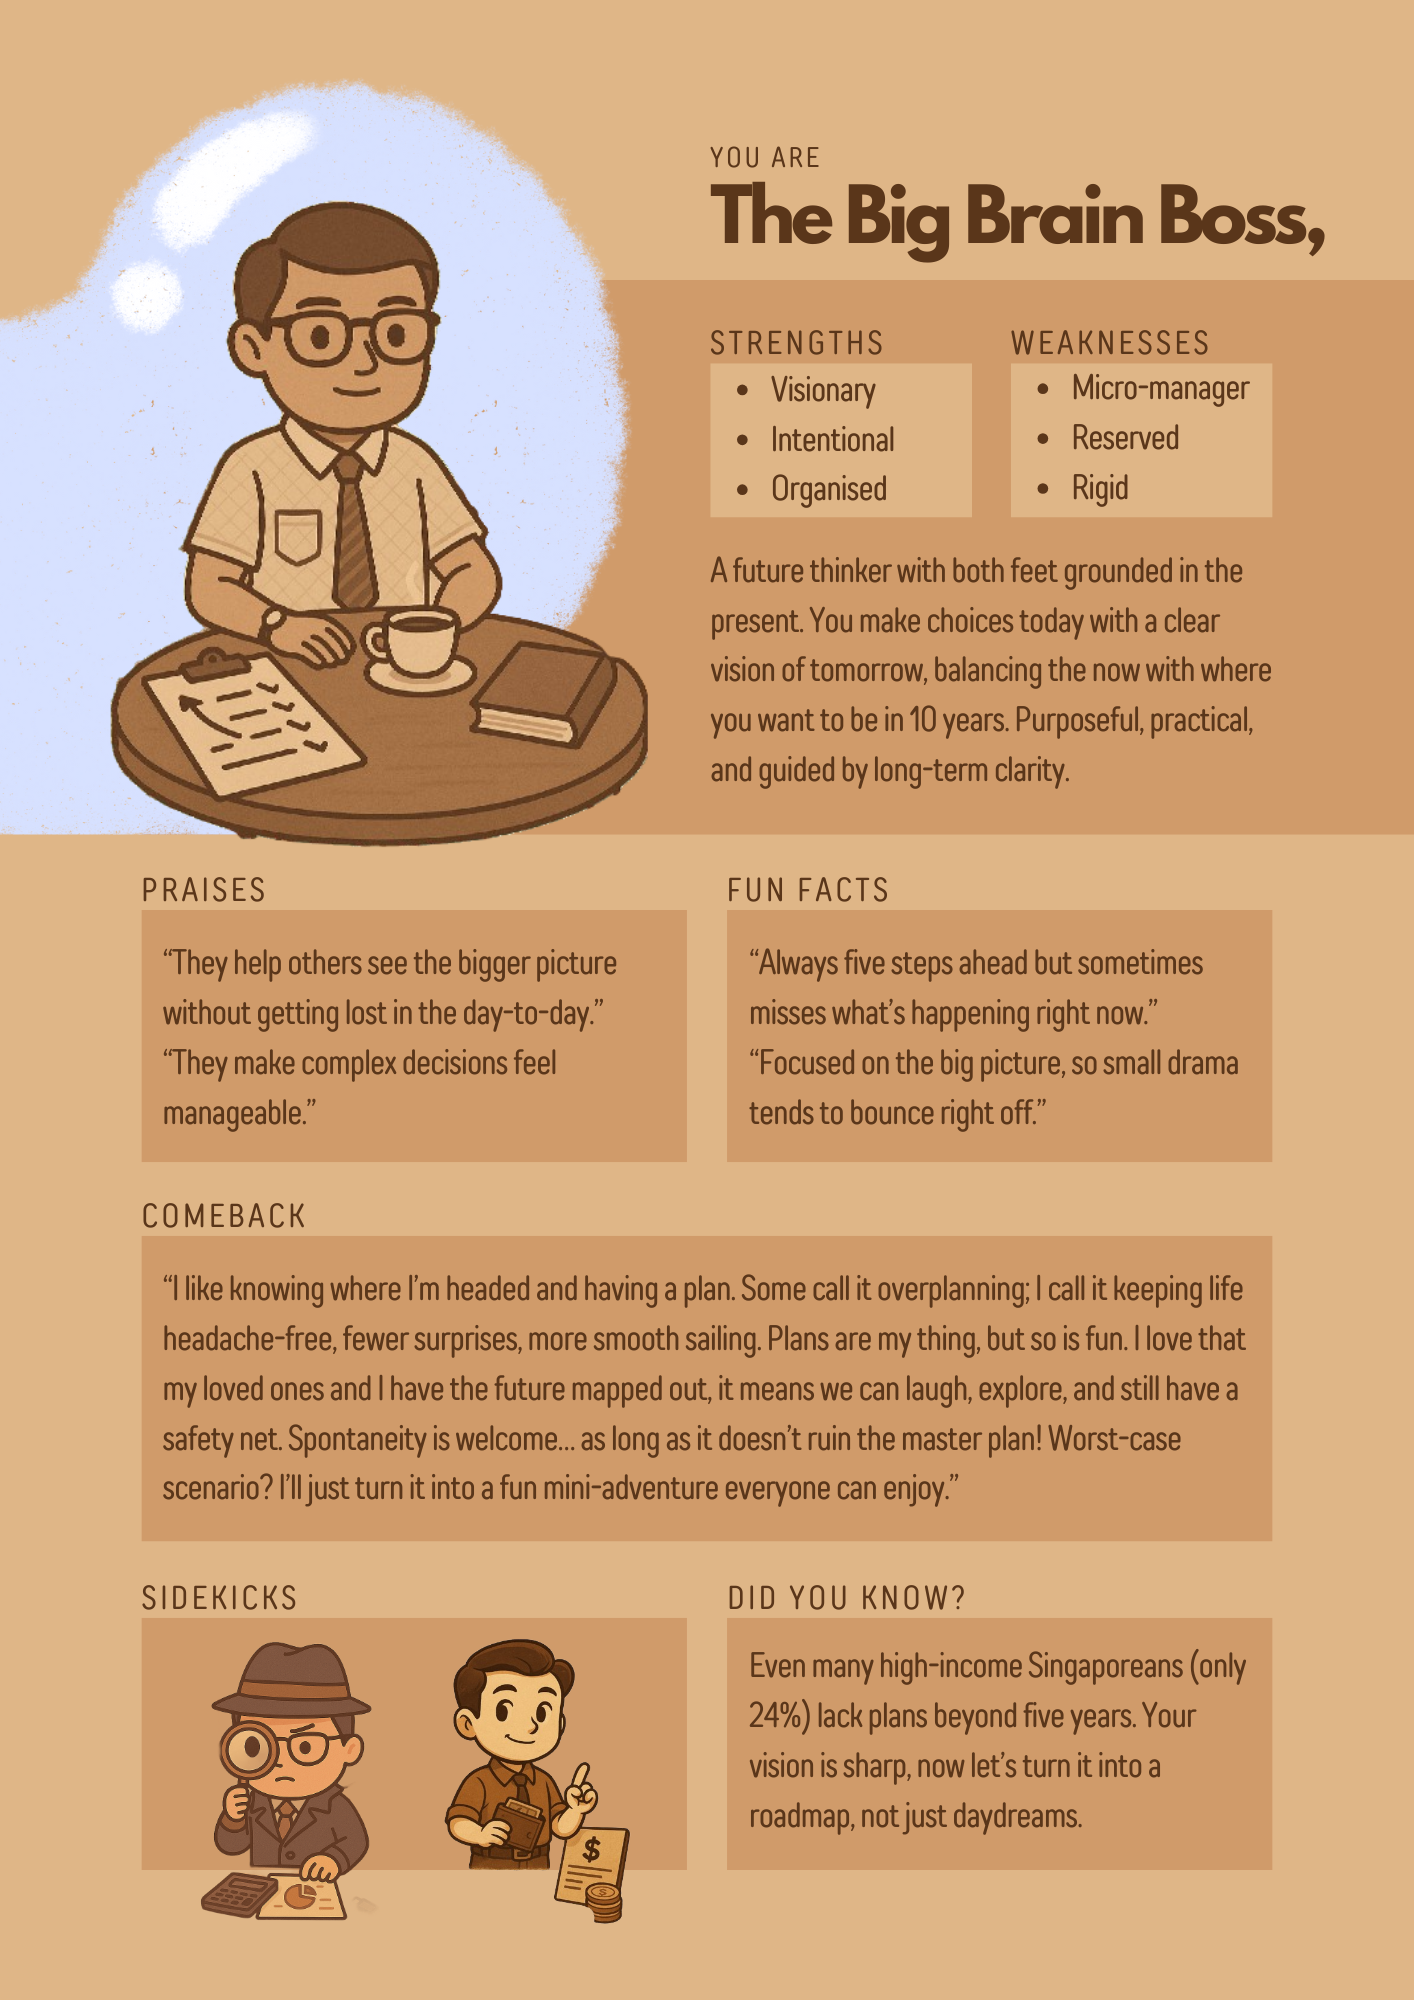 YOU ARE
The Big Brain Boss,
STRENGTHS
• Visionary
• Intentional
• Organised
WEAKNESSES
• Micro-manager
• Reserved
• Rigid
A future thinker with both feet grounded in the
present. You make choices today with a clear
vision of tomorrow, balancing the now with where
you want to be in 10 years. Purposeful, practical,
and guided by long-term clarity.
PRAISES
“They help others see the bigger picture
without getting lost in the day-to-day.”
“They make complex decisions feel
manageable.”
FUN FACTS
“Always five steps ahead but sometimes
misses what’s happening right now.”
“Focused on the big picture, so small drama
tends to bounce right off.”
COMEBACK
“I like knowing where I’m headed and having a plan. Some call it overplanning; I call it keeping life
headache-free, fewer surprises, more smooth sailing. Plans are my thing, but so is fun. I love that
my loved ones and I have the future mapped out, it means we can laugh, explore, and still have a
safety net. Spontaneity is welcome... as long as it doesn’t ruin the master plan! Worst-case
scenario? I’ll just turn it into a fun mini-adventure everyone can enjoy.”
SIDEKICKS
$
$
DID YOU KNOW?
Even many high-income Singaporeans (only
24%) lack plans beyond five years. Your
vision is sharp, now let’s turn it into a
roadmap, not just daydreams.